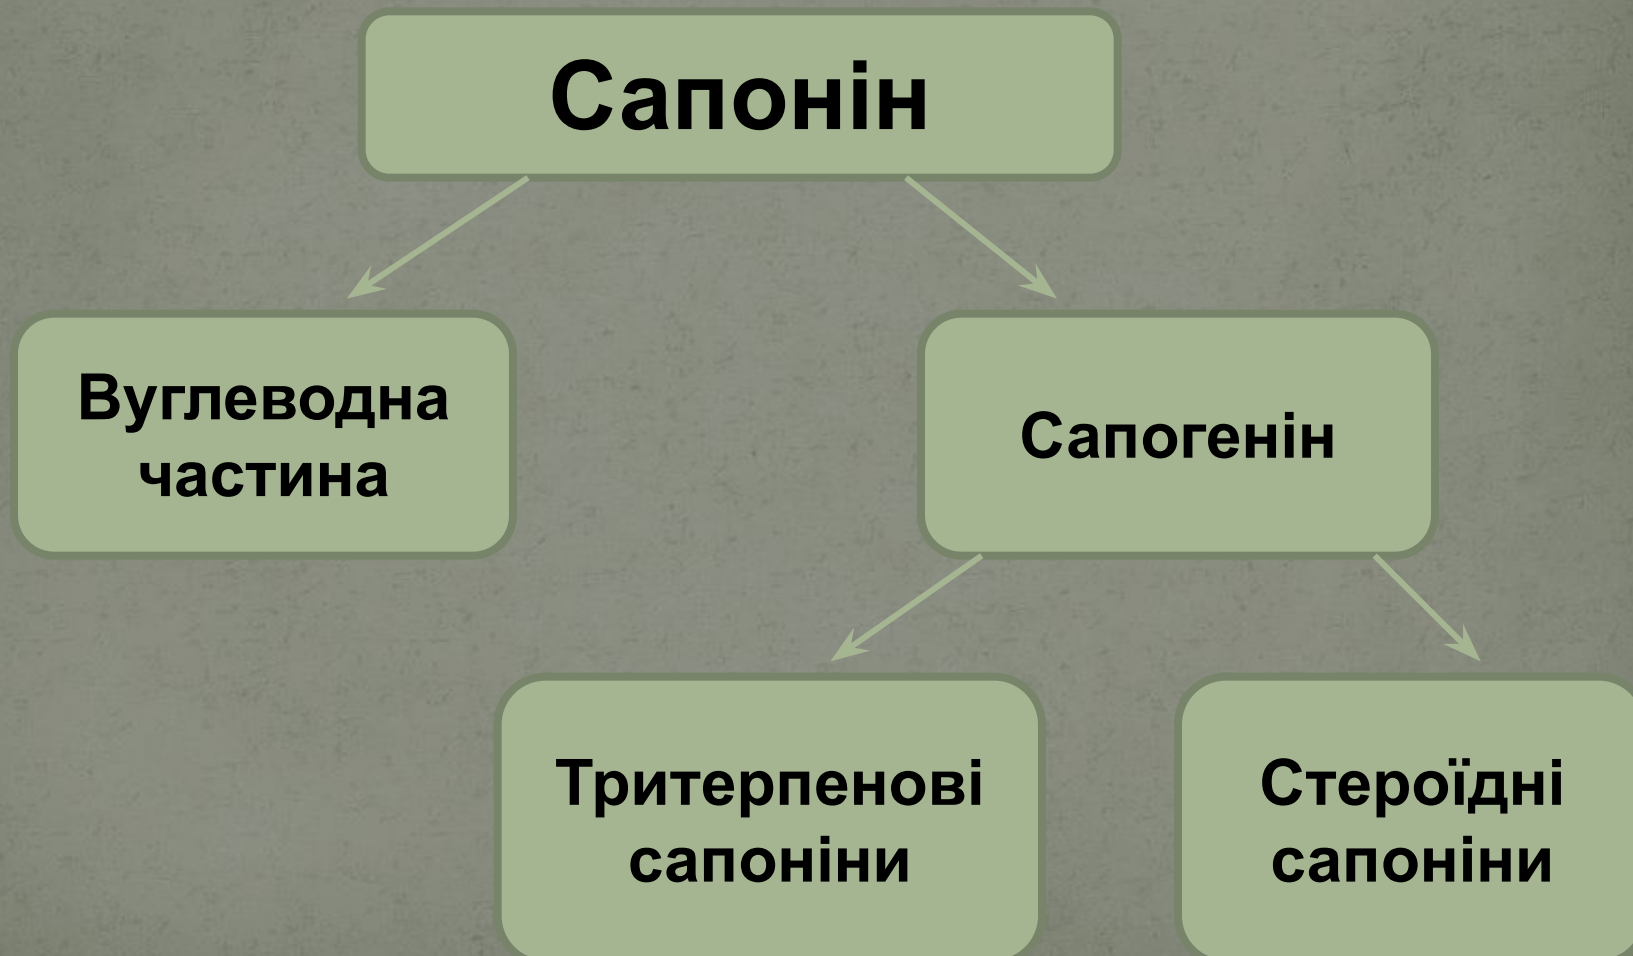 Сапонін
Вуглеводна
частина
Сапогенін
Тритерпенові
сапоніни
Стероїдні
сапоніни